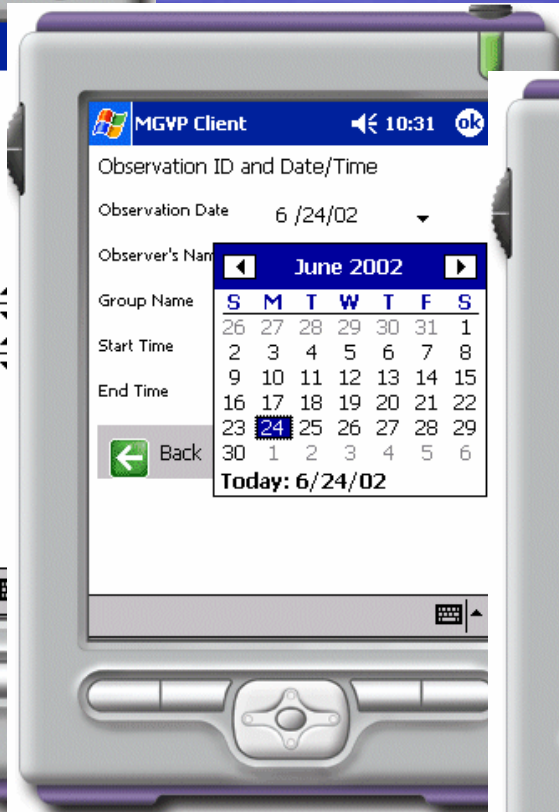 MGVP Client 10:31 ok
Observation ID and Date/Time
Observation Date 6 /24/02
Observer's Nam
Group Name
Start Time
End Time
Back
June 2002
S M T W T F S
26 27 28 29 30 31 1
2 3 4 5 6 7 8
9 10 11 12 13 14 15
16 17 18 19 20 21 22
23 24 25 26 27 28 29
30 1 2 3 4 5 6
Today: 6/24/02